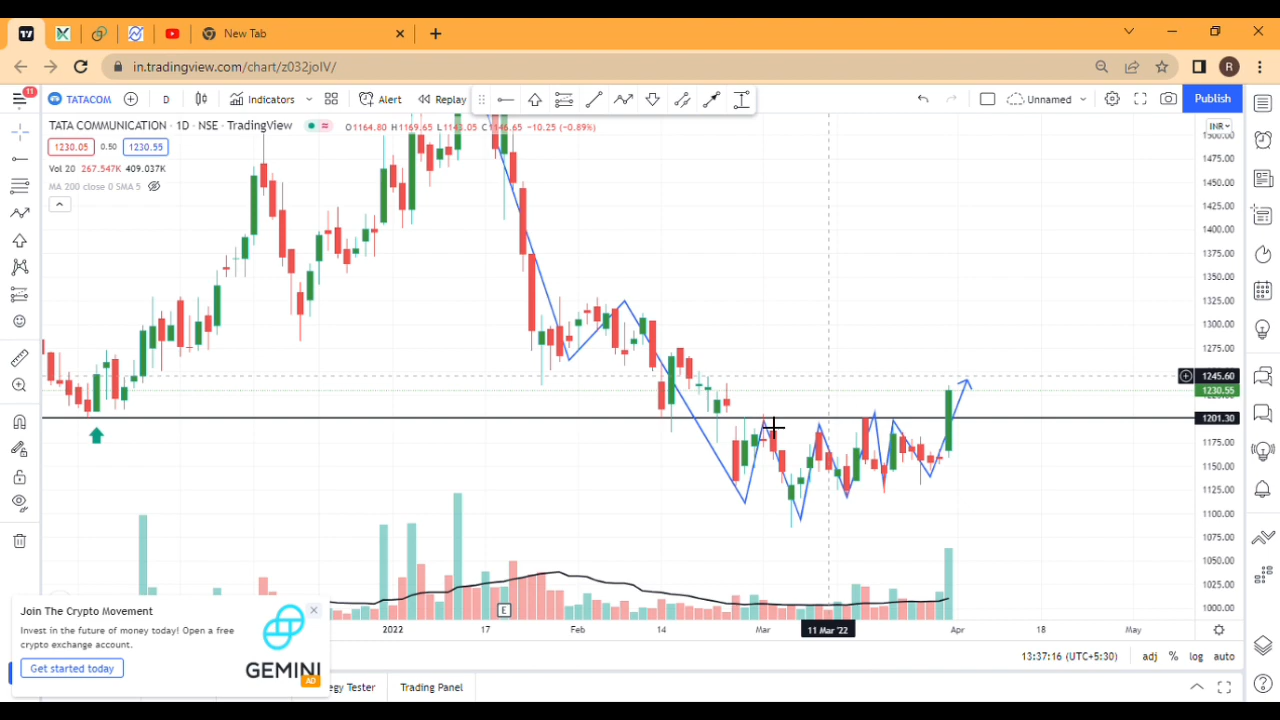 New Tab
in.tradingview.com/chart/z032joIV/
R
11
TATACOM
D
Indicators
Alert
Replay
Unnamed
Publish
TATA COMMUNICATION · 1D · NSE · TradingView
O1164.80 H1169.65 L1143.05 C1146.65 -10.25 (-0.89%)
INR
1230.05 0.50 1230.55
Vol 20 267.547K 409.037K
MA 200 close 0 SMA 5
1500.00
1475.00
1450.00
1425.00
1400.00
1375.00
1350.00
1325.00
1300.00
1275.00
1245.60
1230.55
1201.30
1175.00
1150.00
1125.00
1100.00
1075.00
1050.00
1025.00
1000.00
E
2022 17 Feb 14 Mar 11 Mar '22 Apr 18 May
Join The Crypto Movement
Invest in the future of money today! Open a free
crypto exchange account.
Get started today
GEMINI
AD
13:37:16 (UTC+5:30) adj % log auto
egy Tester
Trading Panel